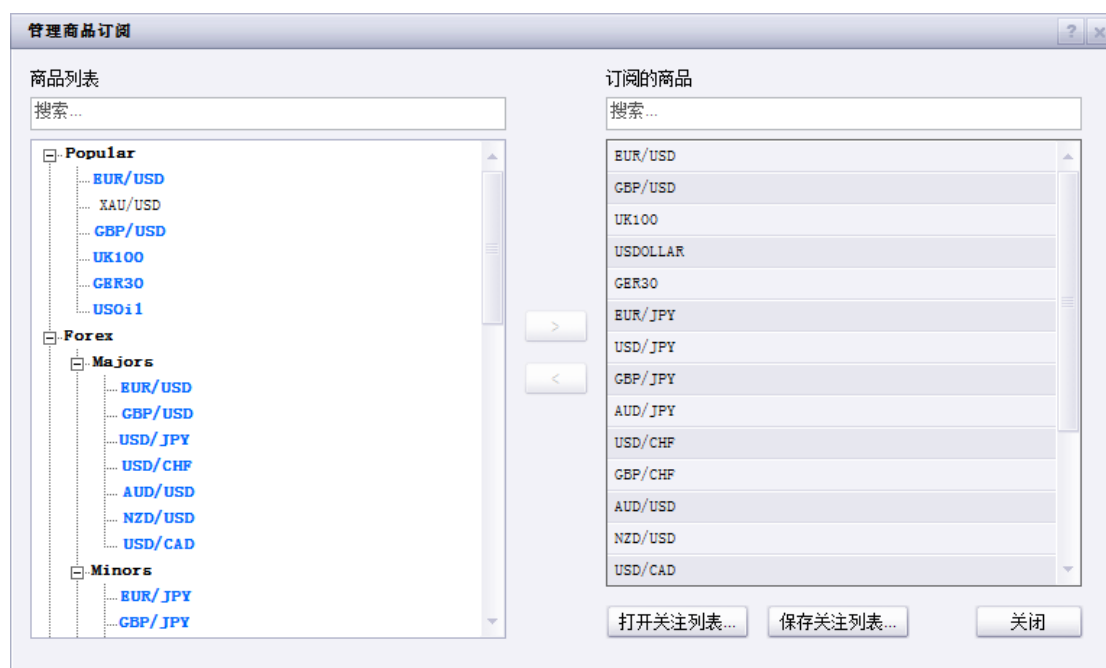 管理商品订阅
?
×
商品列表
搜索...
Popular
EUR/USD
XAU/USD
GBP/USD
UK100
GER30
USOil
Forex
Majors
EUR/USD
GBP/USD
USD/JPY
USD/CHF
AUD/USD
NZD/USD
USD/CAD
Minors
EUR/JPY
GBP/JPY
>
<
订阅的商品
搜索...
EUR/USD
GBP/USD
UK100
USDOLLAR
GER30
EUR/JPY
USD/JPY
GBP/JPY
AUD/JPY
USD/CHF
GBP/CHF
AUD/USD
NZD/USD
USD/CAD
打开关注列表... 保存关注列表... 关闭